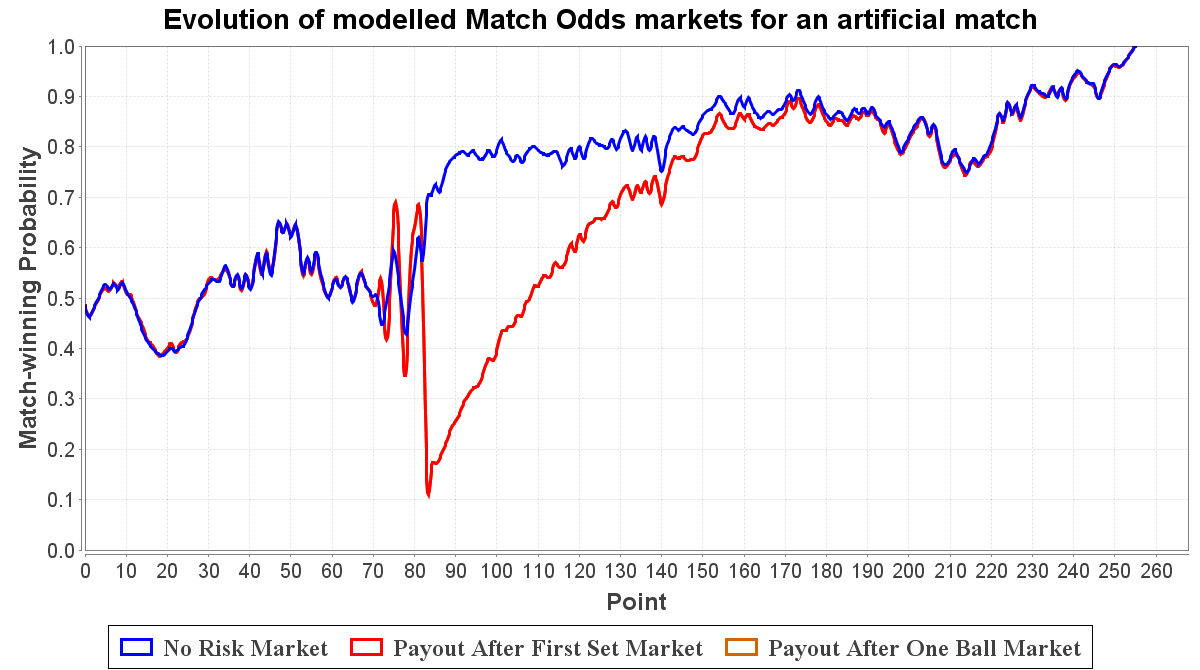 Evolution of modelled Match Odds markets for an artificial match
Match-winning Probability
1.0
0.9
0.8
0.7
0.6
0.5
0.4
0.3
0.2
0.1
0.0
0 10 20 30 40 50 60 70 80 90 100 110 120 130 140 150 160 170 180 190 200 210 220 230 240 250 260
Point
No Risk Market Payout After First Set Market Payout After One Ball Market